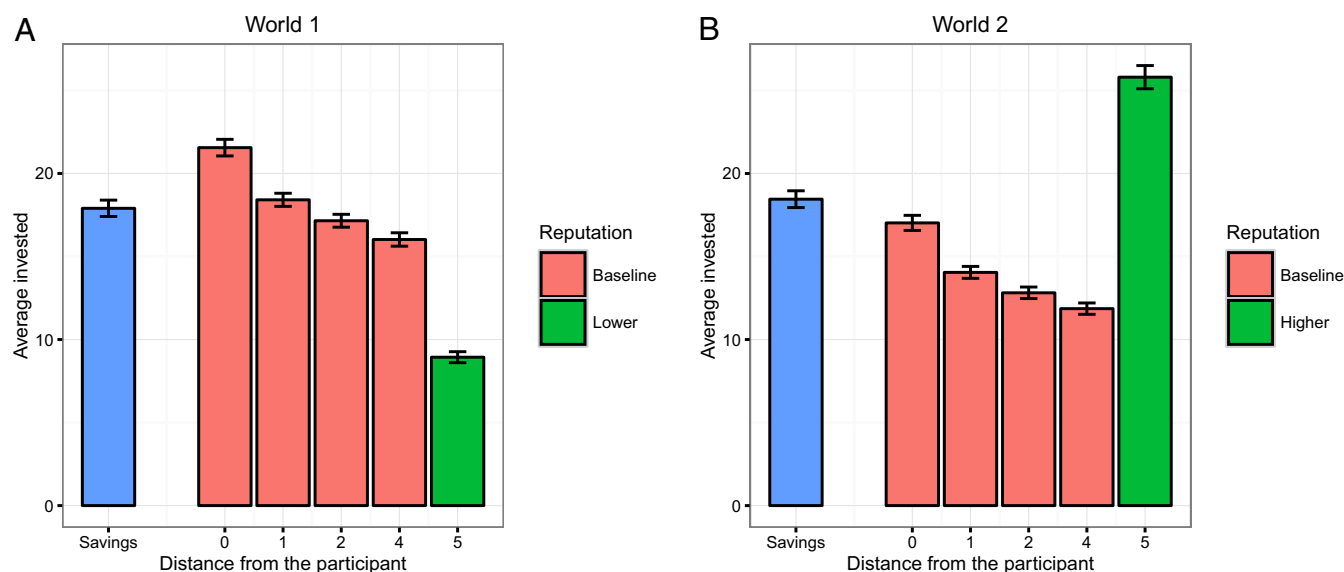 A
World 1
Average invested
20
10
0
Savings
0
1
2
4
5
Distance from the participant
Reputation
Baseline
Lower
B
World 2
Average invested
20
10
0
Savings
0
1
2
4
5
Distance from the participant
Reputation
Baseline
Higher